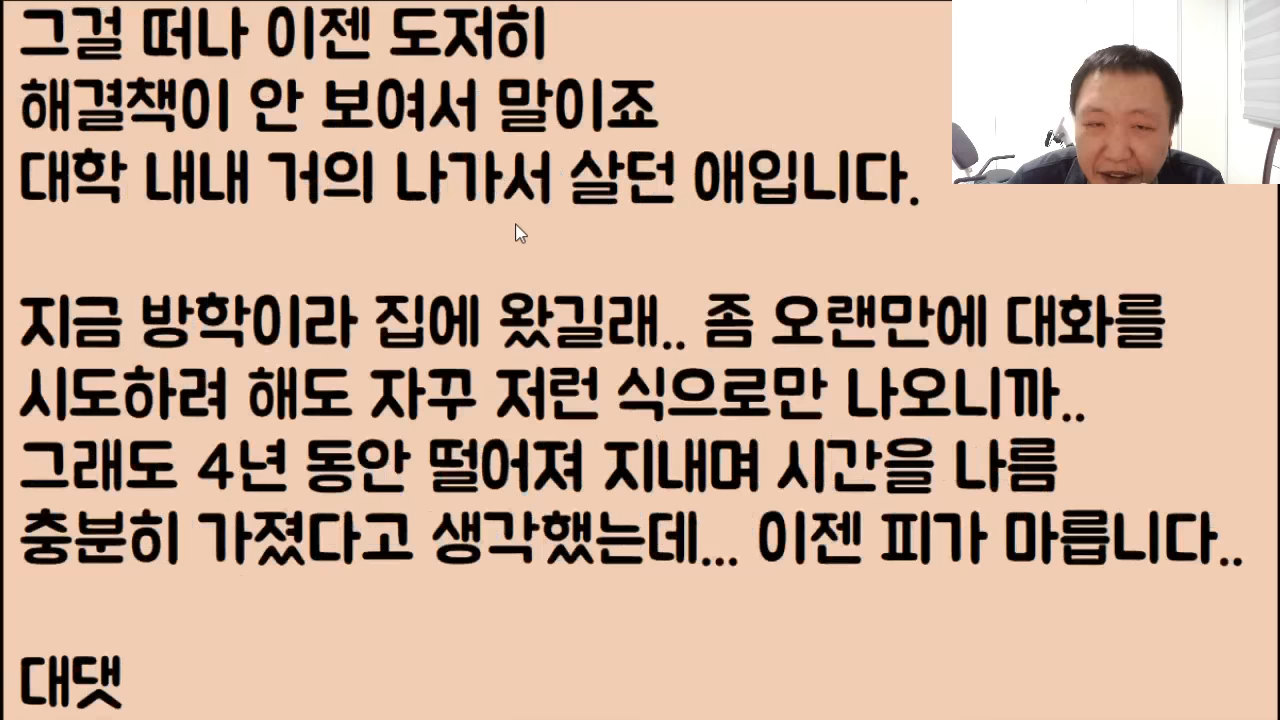 그걸 떠나 이젠 도저히
해결책이 안 보여서 말이죠
대학 내내 거의 나가서 살던 애입니다.
지금 방학이라 집에 왔길래.. 좀 오랜만에 대화를
시도하려 해도 자꾸 저런 식으로만 나오니까..
그래도 4년 동안 떨어져 지내며 시간을 나름
충분히 가졌다고 생각했는데... 이젠 피가 마릅니다..
대댓